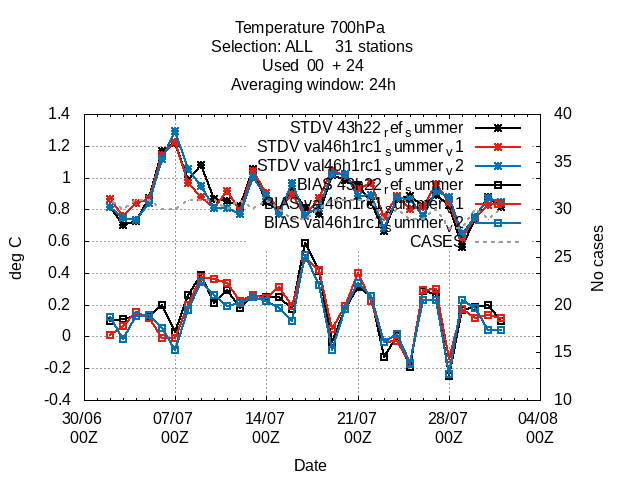 Temperature 700hPa
Selection: ALL 31 stations
Used 00 + 24
Averaging window: 24h
1.4
1.2
1
0.8
0.6
0.4
0.2
0
-0.2
-0.4
deg C
40
35
30
25
20
15
10
No cases
STDV 43h22_ref_summer
STDV val46h1rc1_summer_v1
STDV val46h1rc1_summer_v2
BIAS 43h22_ref_summer
BIAS val46h1rc1_summer_v1
BIAS val46h1rc1_summer_v2
CASES
30/06 07/07 14/07 21/07 28/07 04/08
00Z 00Z 00Z 00Z 00Z 00Z
Date